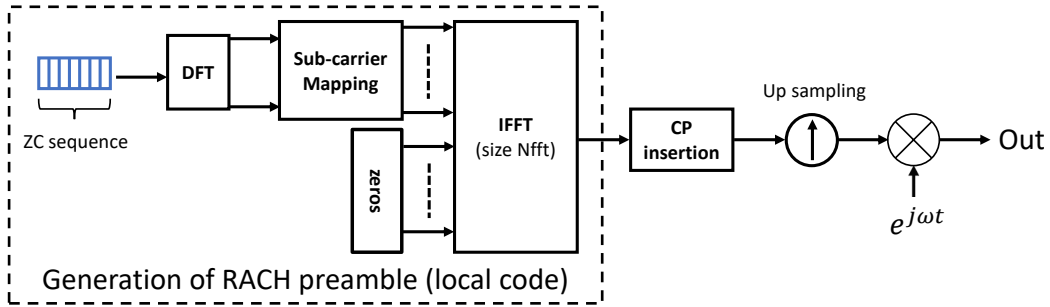 ZC sequence
DFT
Sub-carrier
Mapping
zeros
IFFT
(size Nfft)
CP
insertion
Up sampling
Out
e^{jωt}
Generation of RACH preamble (local code)